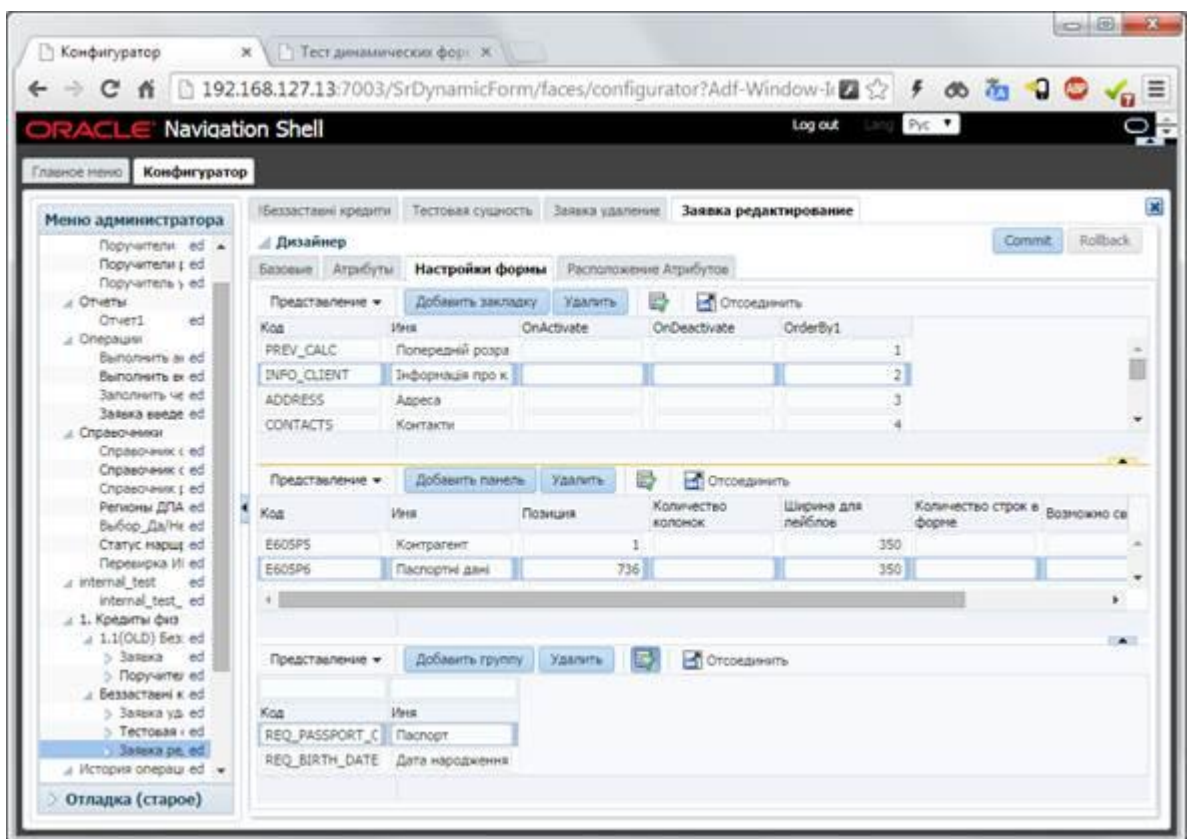 Конфигуратор
Тест динамических фор
192.168.127.13:7003/SrDynamicForm/faces/configurator?Adf-Window-I
ORACLE Navigation Shell
Log out Lang Рус
Главное меню Конфигуратор
Меню администратора
Поручители ed
Поручители ed
Поручитель ed
Отчеты
Отчет1 ed
Операции
Выполнить ed
Выполнить ed
Заполнить ed
Заявка введе ed
Справочники
Справочник ed
Справочник ed
Справочник ed
Регионы ДПА ed
Выбор_Да/Не ed
Статус ed
Перевирка ed
internal_test ed
internal_test_ ed
1. Кредиты физ
1.1(OLD) Без ed
Заявка ed
Поручите ed
Беззаставні к ed
Заявка уд ed
Тестовая ed
Заявка ре, ed
История операц ed
Отладка (старое)
!Беззаставні кредити Тестовая сущность Заявка удаление Заявка редактирование
Дизайнер Commit Rollback
Базовые Атрибуты Настройки формы Расположение Атрибутов
Представление Добавить закладку Удалить Отсоединить
Код Имя OnActivate OnDeactivate OrderBy1
PREV_CALC Попередній розра 1
INFO_CLIENT Інформація про к 2
ADDRESS Адреса 3
CONTACTS Контакти 4
Представление Добавить панель Удалить Отсоединить
Код Имя Позиция Количество колонок Ширина для лейблов Количество строк в форме Возможно св
E60SP5 Контрагент 1 350
E60SP6 Паспортні дані 736 350
Представление Добавить группу Удалить Отсоединить
Код Имя
REQ_PASSPORT_C Паспорт
REQ_BIRTH_DATE Дата народження